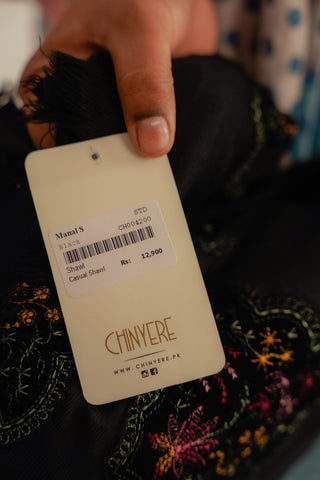 STD
Manal S CH004200
Black
Shawl
Casual Shawl Rs: 12,900
CHINYERE
WWW.CHINYERE.PK